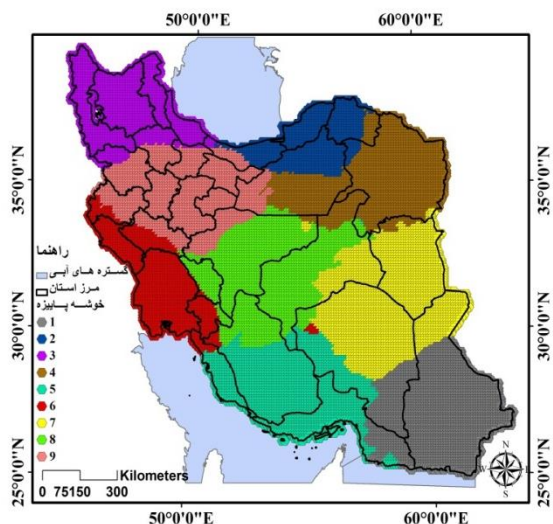 50°0'0"E 60°0'0"E
35°0'0"N 35°0'0"N
30°0'0"N 30°0'0"N
25°0'0"N 25°0'0"N
راهنما
گستره های آبی
مرز استان
خوشه پاییزه
1
2
3
4
5
6
7
8
9
Kilometers
0 75150 300
N
W E
S
50°0'0"E 60°0'0"E